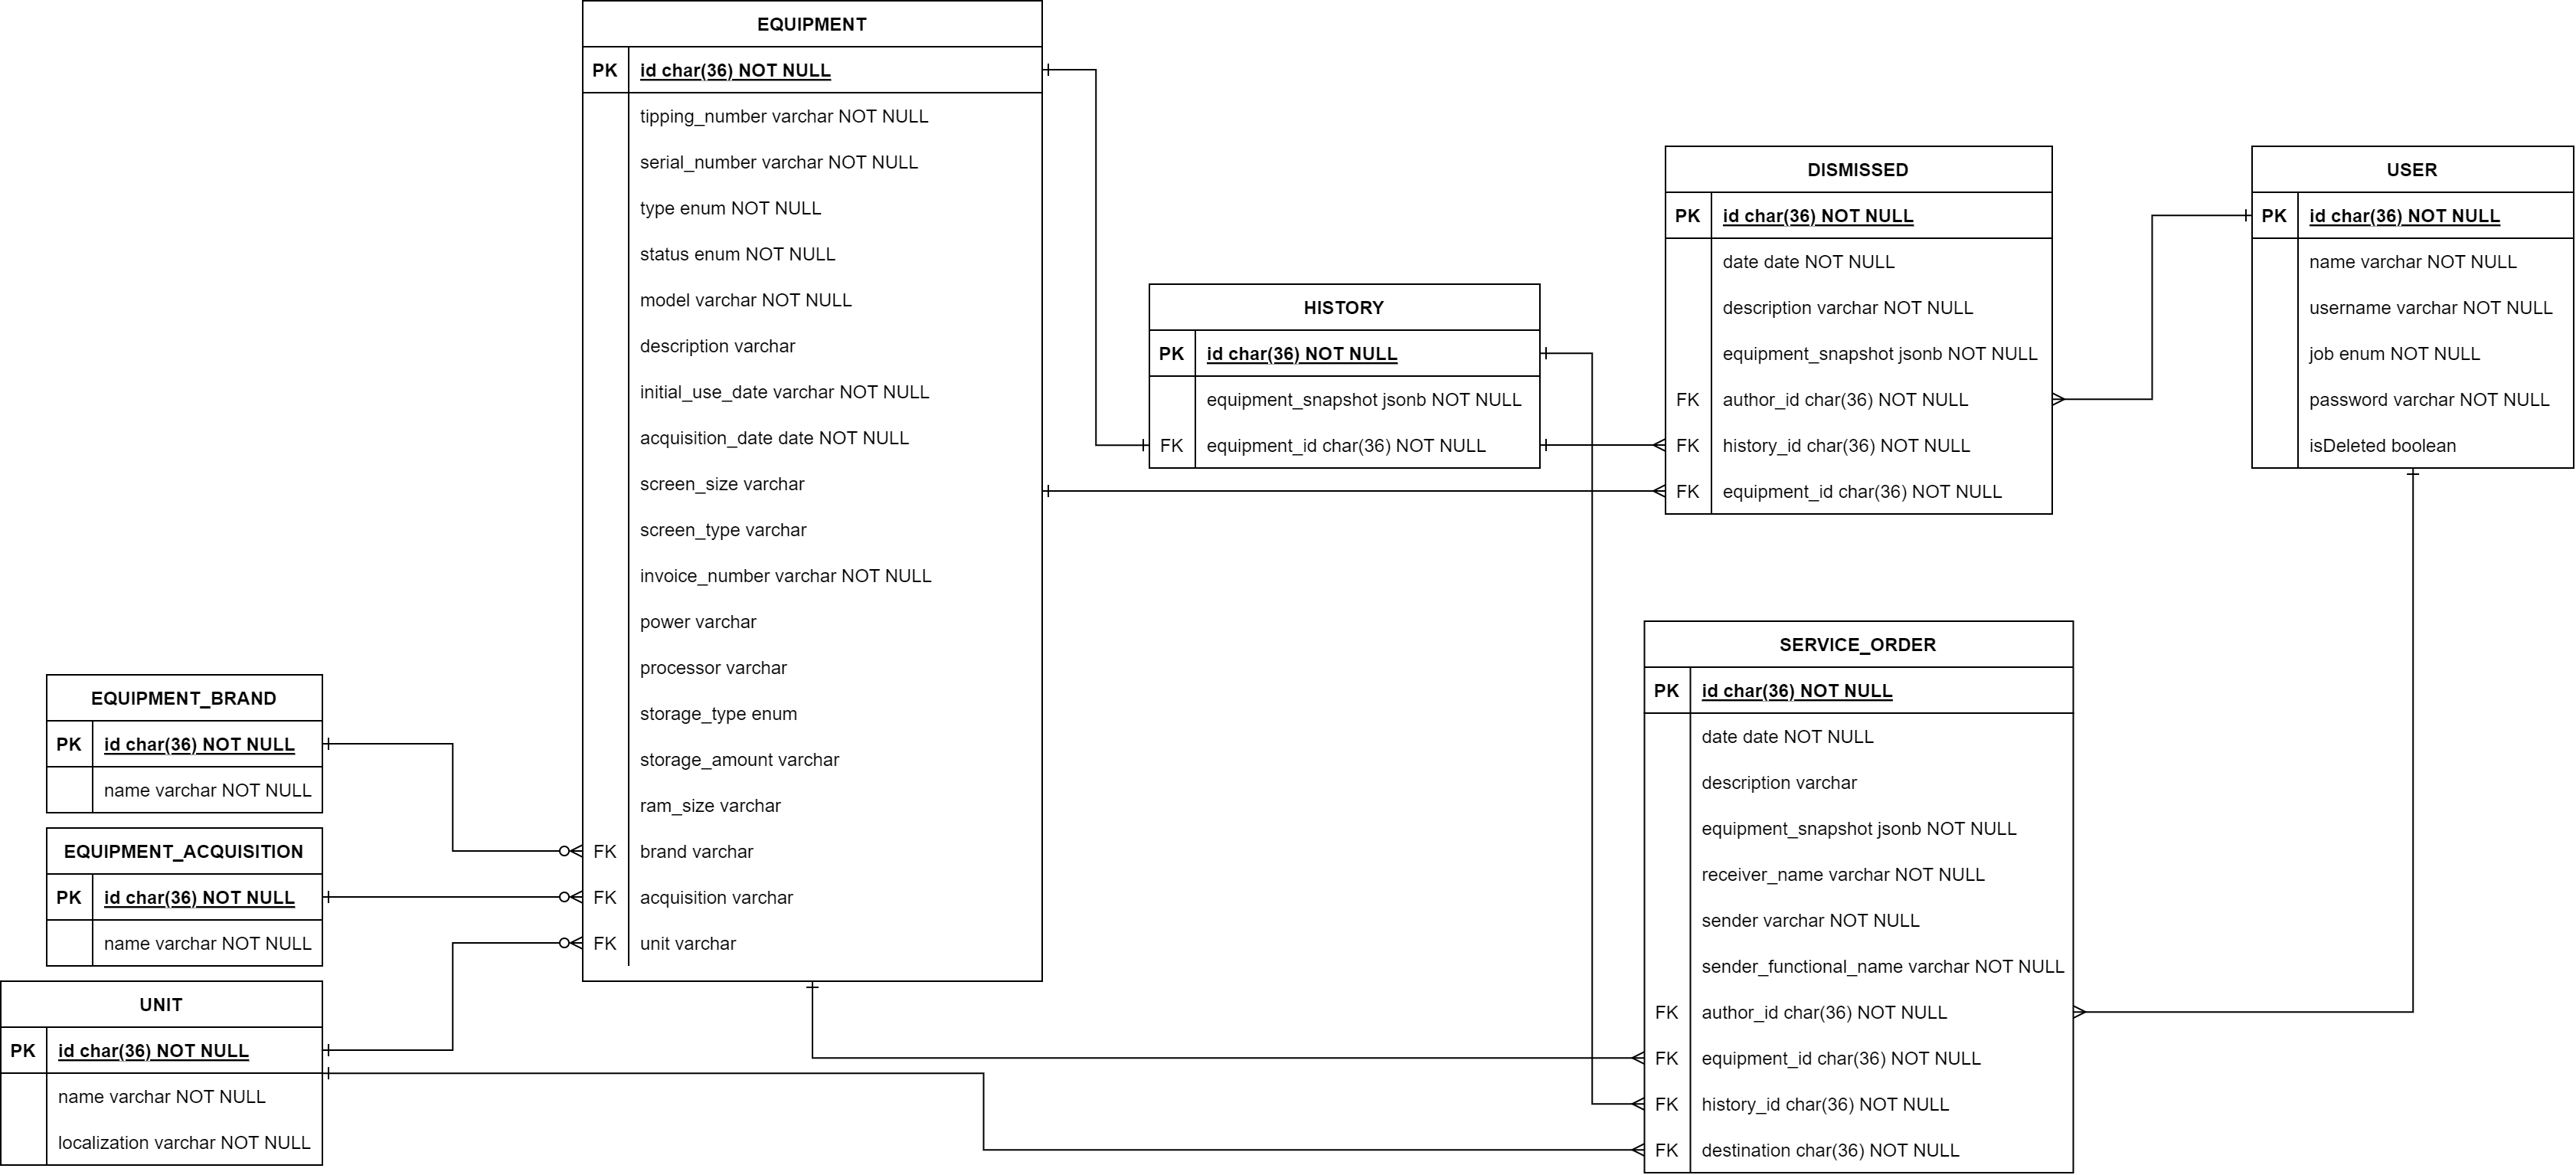 EQUIPMENT
PK id char(36) NOT NULL
tipping_number varchar NOT NULL
serial_number varchar NOT NULL
type enum NOT NULL
status enum NOT NULL
model varchar NOT NULL
description varchar
initial_use_date varchar NOT NULL
acquisition_date date NOT NULL
screen_size varchar
screen_type varchar
invoice_number varchar NOT NULL
power varchar
processor varchar
storage_type enum
storage_amount varchar
ram_size varchar
FK brand varchar
FK acquisition varchar
FK unit varchar
EQUIPMENT_BRAND
PK id char(36) NOT NULL
name varchar NOT NULL
EQUIPMENT_ACQUISITION
PK id char(36) NOT NULL
name varchar NOT NULL
UNIT
PK id char(36) NOT NULL
name varchar NOT NULL
localization varchar NOT NULL
HISTORY
PK id char(36) NOT NULL
equipment_snapshot jsonb NOT NULL
FK equipment_id char(36) NOT NULL
DISMISSED
PK id char(36) NOT NULL
date date NOT NULL
description varchar NOT NULL
equipment_snapshot jsonb NOT NULL
FK author_id char(36) NOT NULL
FK history_id char(36) NOT NULL
FK equipment_id char(36) NOT NULL
USER
PK id char(36) NOT NULL
name varchar NOT NULL
username varchar NOT NULL
job enum NOT NULL
password varchar NOT NULL
isDeleted boolean
SERVICE_ORDER
PK id char(36) NOT NULL
date date NOT NULL
description varchar
equipment_snapshot jsonb NOT NULL
receiver_name varchar NOT NULL
sender varchar NOT NULL
sender_functional_name varchar NOT NULL
FK author_id char(36) NOT NULL
FK equipment_id char(36) NOT NULL
FK history_id char(36) NOT NULL
FK destination char(36) NOT NULL